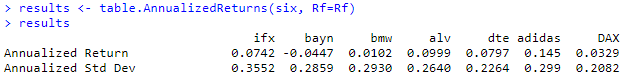 > results <- table.AnnualizedReturns(six, Rf=Rf)
> results
ifx bayn bmw alv dte adidas DAX
Annualized Return 0.0742 -0.0447 0.0102 0.0999 0.0797 0.145 0.0329
Annualized Std Dev 0.3552 0.2859 0.2930 0.2640 0.2264 0.299 0.2082